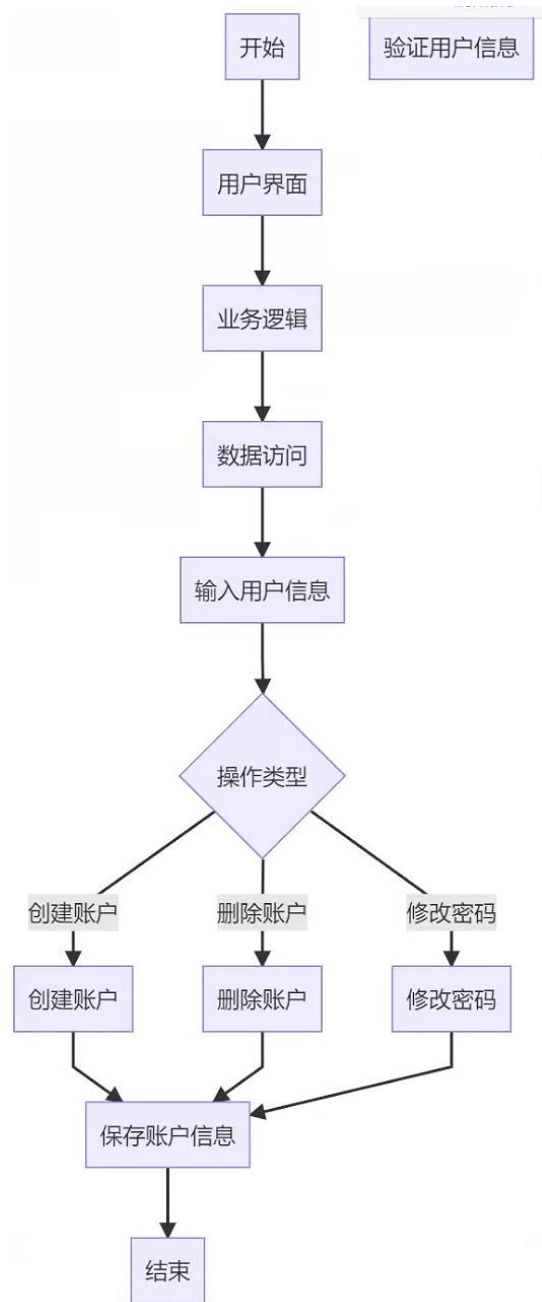 开始
验证用户信息
用户界面
业务逻辑
数据访问
输入用户信息
操作类型
创建账户
删除账户
修改密码
创建账户
删除账户
修改密码
保存账户信息
结束